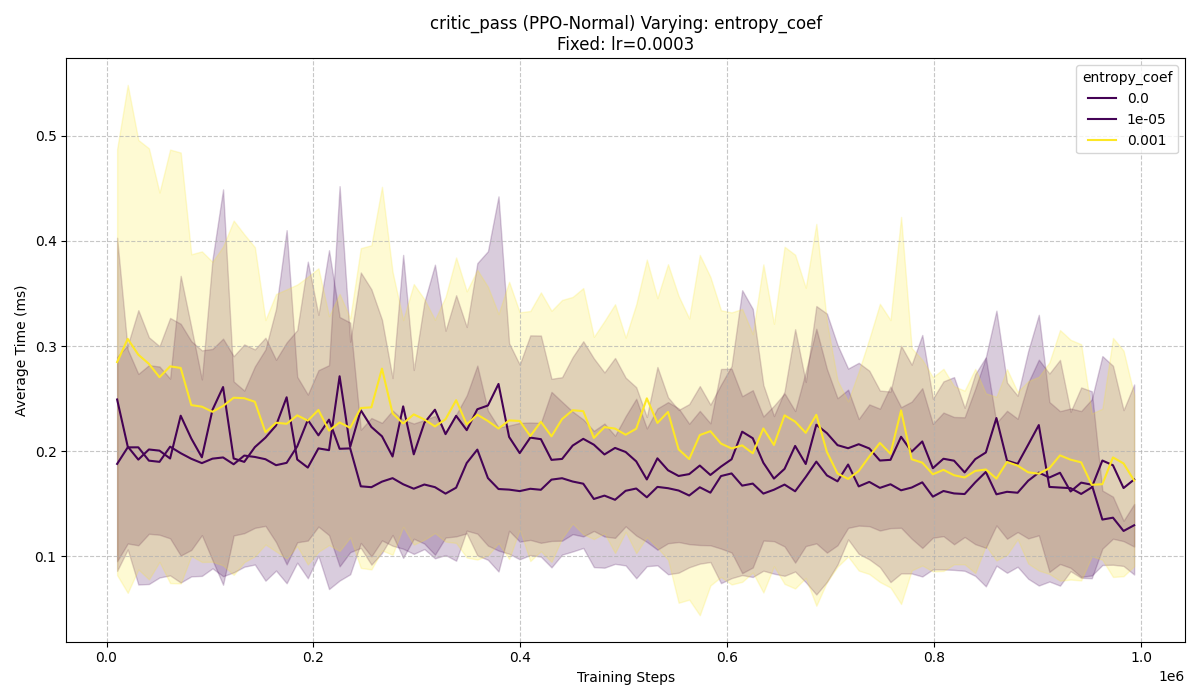 critic_pass (PPO-Normal) Varying: entropy_coef
Fixed: lr=0.0003
entropy_coef
0.0
1e-05
0.001
Average Time (ms)
0.5
0.4
0.3
0.2
0.1
0.0
0.2
0.4
0.6
0.8
1.0
1e6
Training Steps